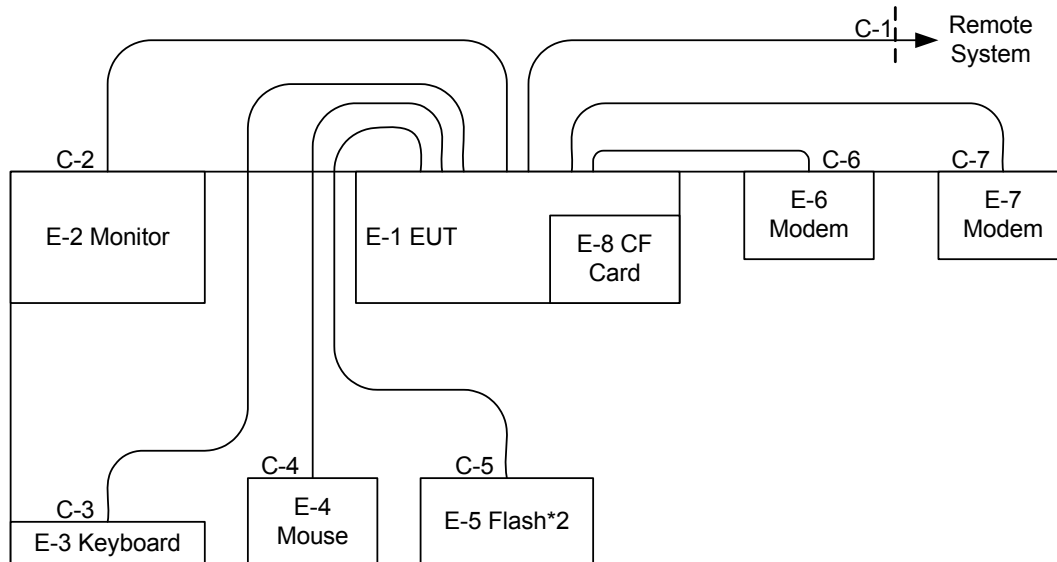 C-1
Remote
System
C-2
C-6
C-7
E-2 Monitor
E-1 EUT
E-8 CF
Card
E-6
Modem
E-7
Modem
C-3
C-4
C-5
E-3 Keyboard
E-4
Mouse
E-5 Flash*2